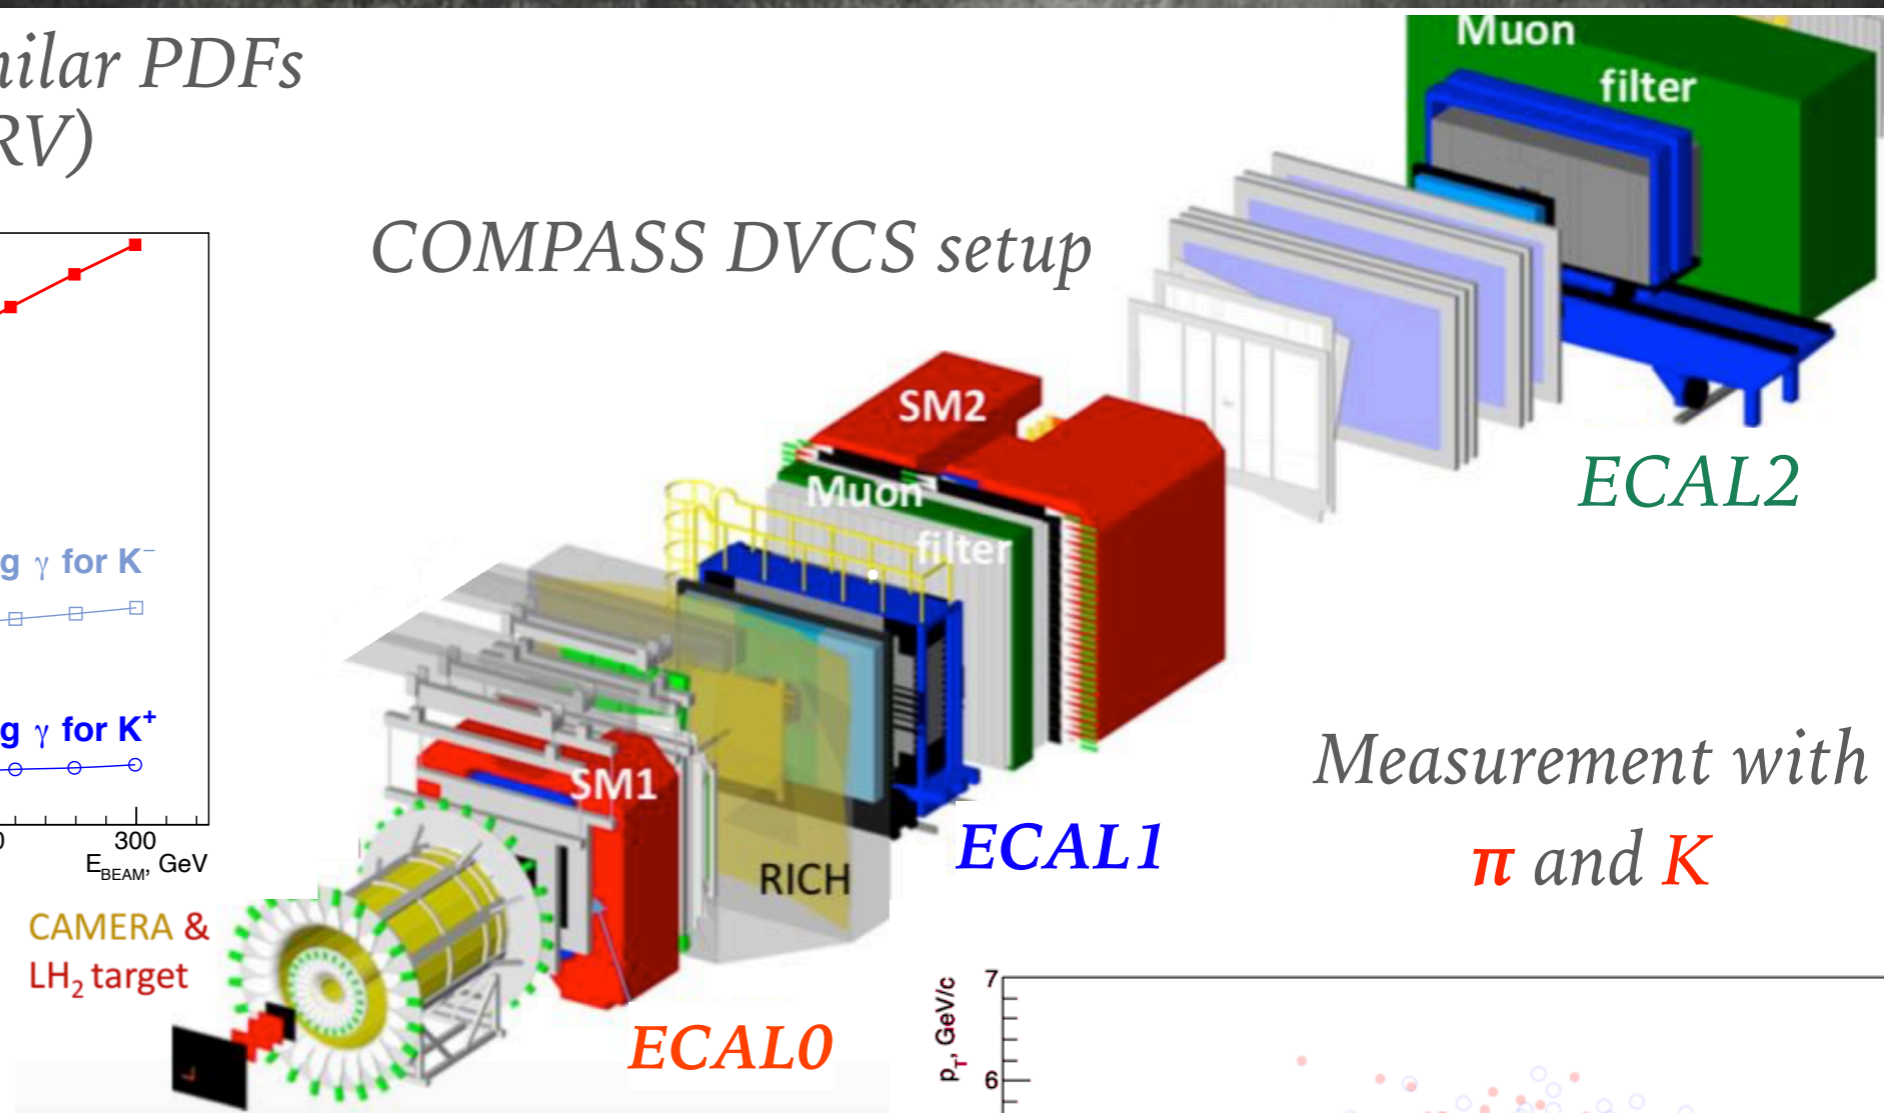 PDFs
RV)
COMPASS DVCS setup
Muon
filter
SM2
Muon
filter
ECAL2
g γ for K⁻
g γ for K⁺
300
E_BEAM, GeV
SM1
RICH
ECAL1
Measurement with
π and K
CAMERA &
LH₂ target
ECAL0
7
p_T, GeV/c
6